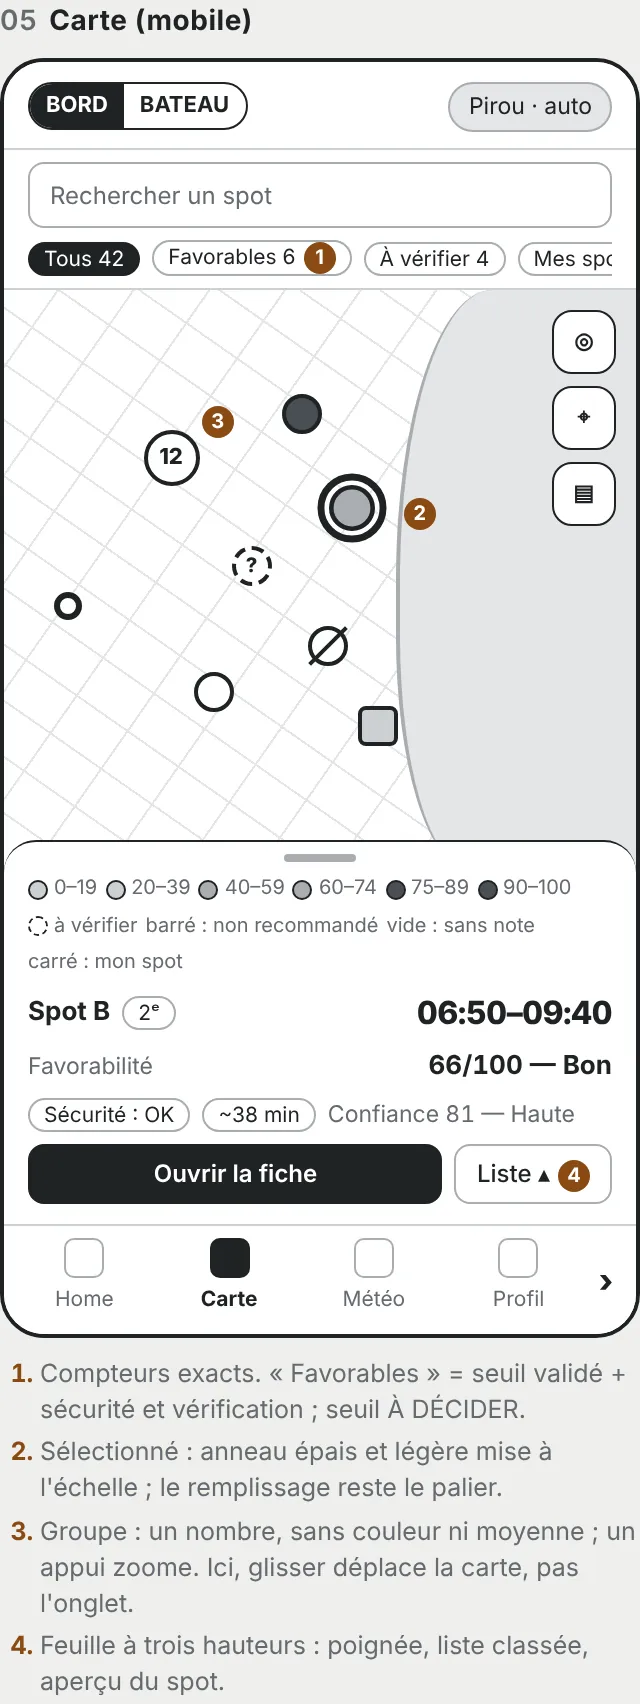 05 Carte (mobile)
BORD BATEAU Pirou · auto
Rechercher un spot
Tous 42 Favorables 6 1 À vérifier 4 Mes spo
3
12
2
?
0–19 20–39 40–59 60–74 75–89 90–100
à vérifier barré : non recommandé vide : sans note
carré : mon spot
Spot B 2ᵉ 06:50–09:40
Favorabilité 66/100 — Bon
Sécurité : OK ~38 min Confiance 81 — Haute
Ouvrir la fiche Liste ▴ 4
Home Carte Météo Profil ›
1. Compteurs exacts. « Favorables » = seuil validé +
sécurité et vérification ; seuil À DÉCIDER.
2. Sélectionné : anneau épais et légère mise à
l'échelle ; le remplissage reste le palier.
3. Groupe : un nombre, sans couleur ni moyenne ; un
appui zoome. Ici, glisser déplace la carte, pas
l'onglet.
4. Feuille à trois hauteurs : poignée, liste classée,
aperçu du spot.